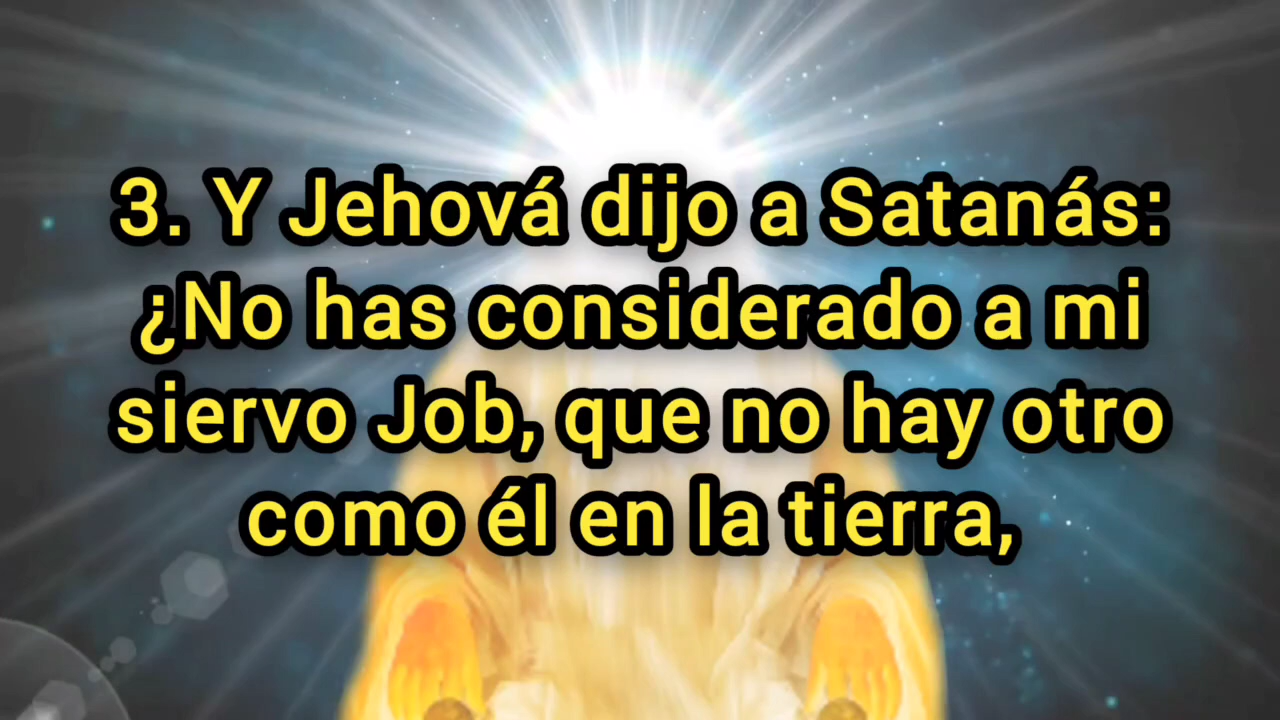 3. Y Jehová dijo a Satanás:
¿No has considerado a mi
siervo Job, que no hay otro
como él en la tierra,